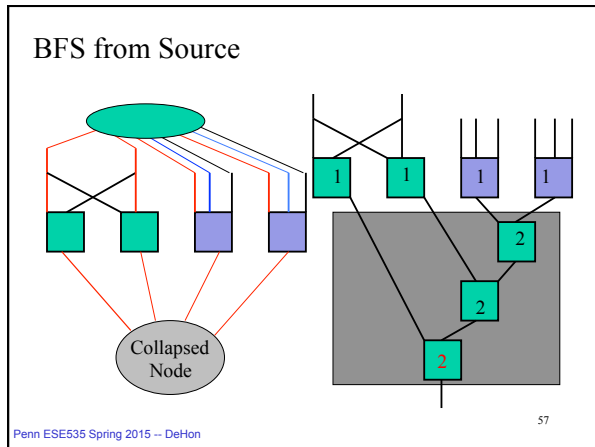 BFS from Source
1 1 1 1
2
2
2
Collapsed
Node
57
Penn ESE535 Spring 2015 -- DeHon